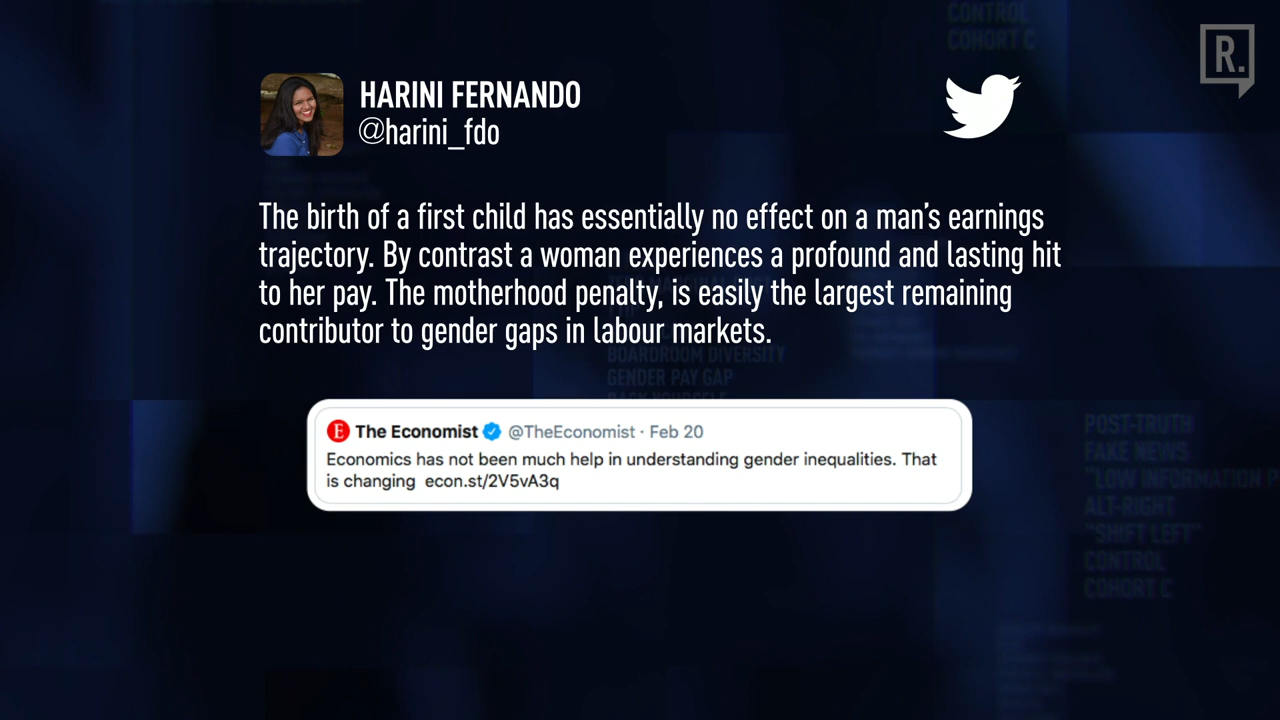 CONTROL
COHORT C
R.
HARINI FERNANDO
@harini_fdo
The birth of a first child has essentially no effect on a man's earnings
trajectory. By contrast a woman experiences a profound and lasting hit
to her pay. The motherhood penalty, is easily the largest remaining
contributor to gender gaps in labour markets.
BOARDROOM DIVERSITY
GENDER PAY GAP
The Economist @TheEconomist · Feb 20
Economics has not been much help in understanding gender inequalities. That
is changing econ.st/2V5vA3q
POST-TRUTH
FAKE NEWS
"LOW INFORMATION
ALT-RIGHT
"SHIFT LEFT"
CONTROL
COHORT C